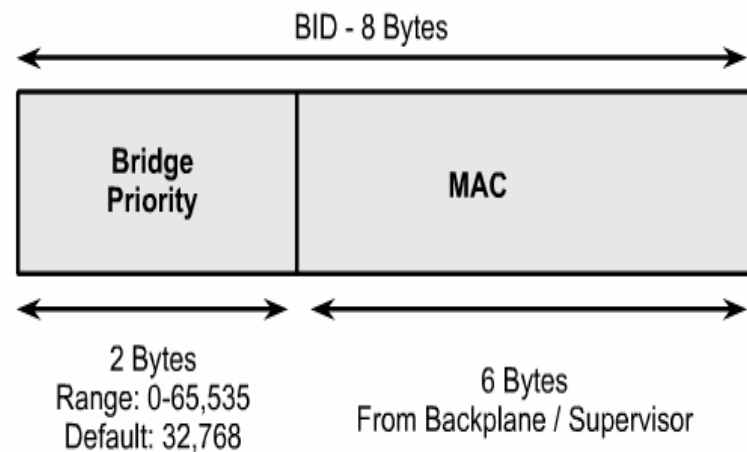 BID - 8 Bytes
Bridge
Priority
MAC
2 Bytes
Range: 0-65,535
Default: 32,768
6 Bytes
From Backplane / Supervisor